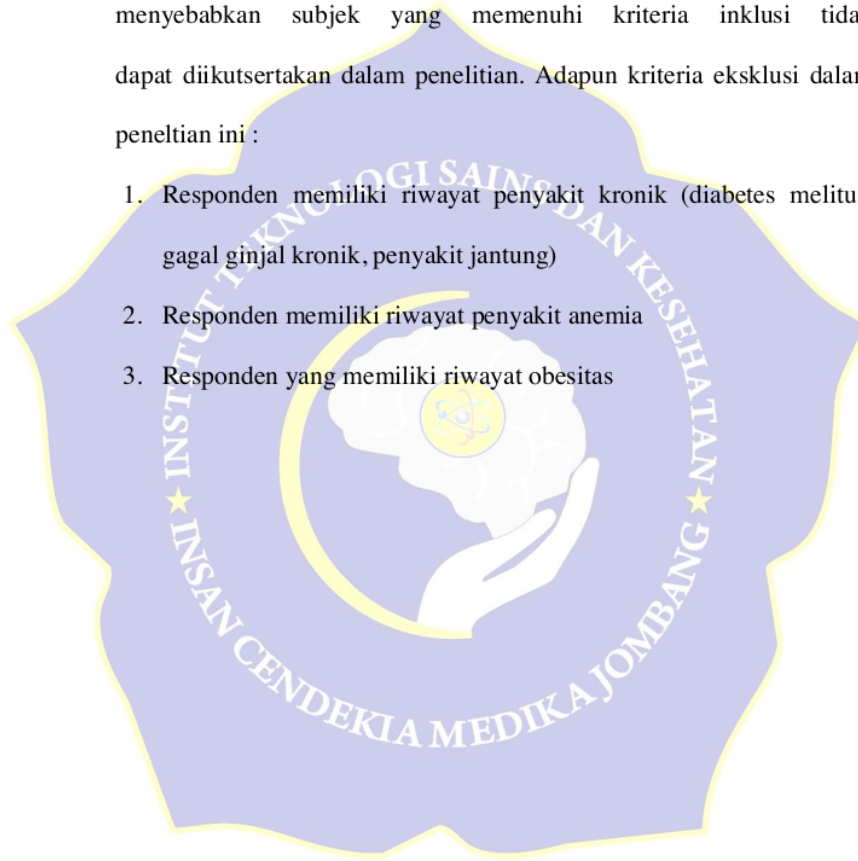 menyebabkan subjek yang memenuhi kriteria inklusi tida
dapat diikutsertakan dalam penelitian. Adapun kriteria eksklusi dalar
peneltian ini :
1. Responden memiliki riwayat penyakit kronik (diabetes melitu
gagal ginjal kronik, penyakit jantung)
2. Responden memiliki riwayat penyakit anemia
3. Responden yang memiliki riwayat obesitas
INSTITUT TEKNOLOGI SAINS DAN KESEHATAN
INSAN CENDEKIA MEDIKA JOMBANG